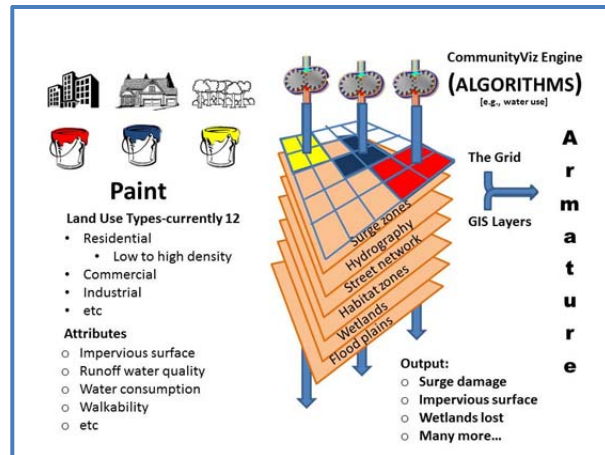 CommunityViz Engine
(ALGORITHMS)
[e.g., water use]
Paint
Land Use Types-currently 12
• Residential
• Low to high density
• Commercial
• Industrial
• etc
Attributes
o Impervious surface
o Runoff water quality
o Water consumption
o Walkability
o etc
Surge zones
Hydrography
Street network
Habitat zones
Wetlands
Flood plains
The Grid
GIS Layers
Armature
Output:
o Surge damage
o Impervious surface
o Wetlands lost
o Many more...